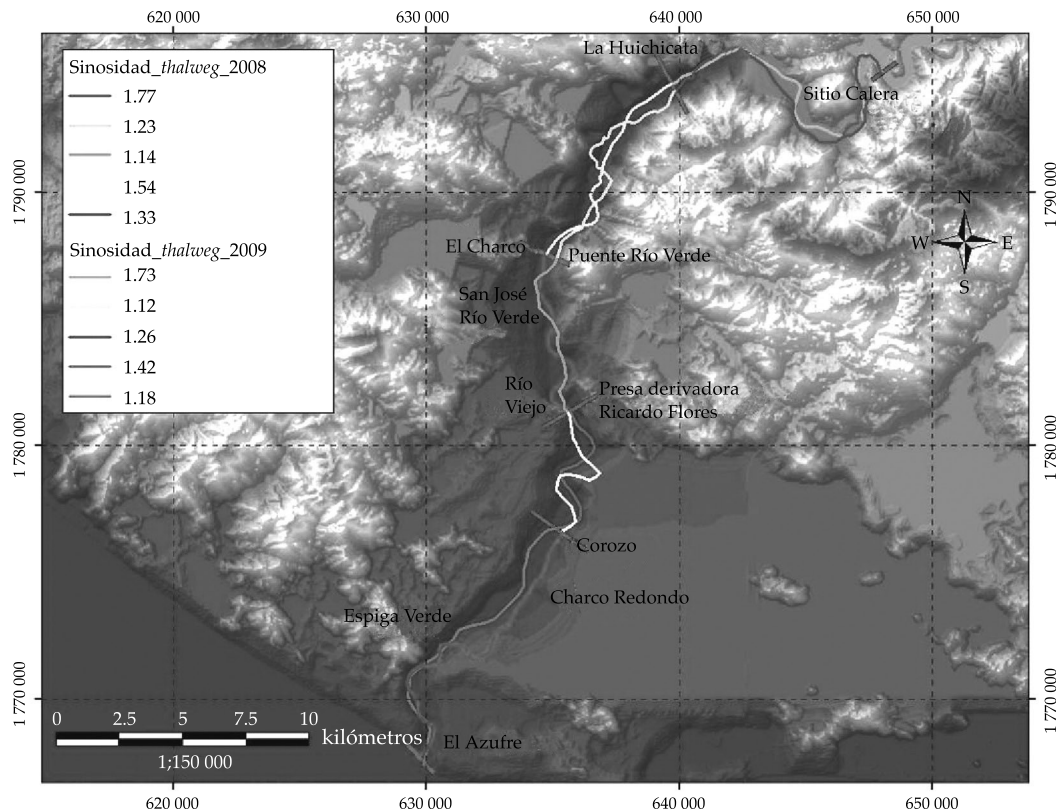 620 000 630 000 640 000 650 000
Sinosidad_thalweg_2008
1.77
1.23
1.14
1.54
1.33
Sinosidad_thalweg_2009
1.73
1.12
1.26
1.42
1.18
La Huichicata
Sitio Calera
1 790 000
1 790 000
N
W E
S
El Charco
Puente Río Verde
San José
Río Verde
Río
Viejo
Presa derivadora
Ricardo Flores
1 780 000
1 780 000
Corozo
Charco Redondo
Espiga Verde
1 770 000
1 770 000
0 2.5 5 7.5 10
kilómetros
1;150 000
El Azufre
620 000 630 000 640 000 650 000